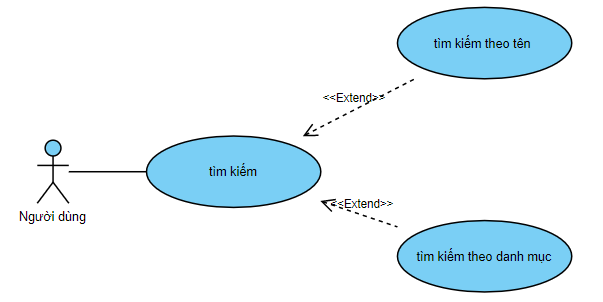 tìm kiếm theo tên
<<Extend>>
tìm kiếm
Người dùng
<<Extend>>
tìm kiếm theo danh mục